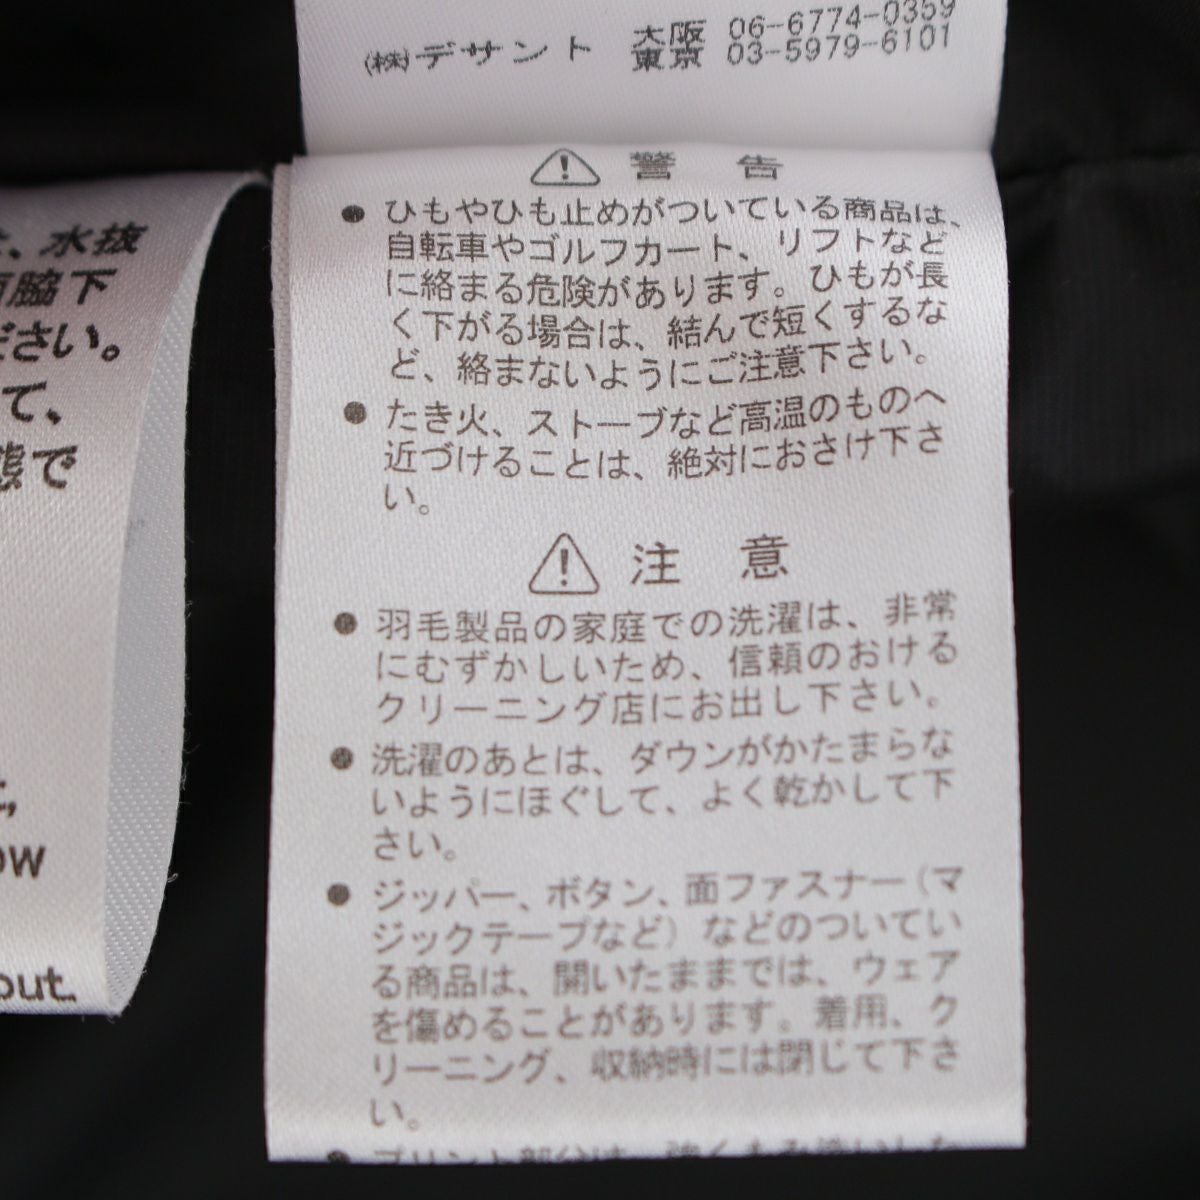 (株)デサント 大阪 06-6774-0359
東京 03-5979-6101
警告
● ひもやひも止めがついている商品は、
自転車やゴルフカート、リフトなど
に絡まる危険があります。ひもが長
く下がる場合は、結んで短くするな
ど、絡まないようにご注意下さい。
● たき火、ストーブなど高温のものへ
近づけることは、絶対におさけ下さ
い。
注意
● 羽毛製品の家庭での洗濯は、非常
にむずかしいため、信頼のおける
クリーニング店にお出し下さい。
● 洗濯のあとは、ダウンがかたまらな
いようにほぐして、よく乾かして下
さい。
● ジッパー、ボタン、面ファスナー(マ
ジックテープなど)などのついてい
る商品は、開いたままでは、ウェア
を傷めることがあります。着用、ク
リーニング、収納時には閉じて下さ
い。
、水抜
脇下
ださい。
て、
態で
ow
out.